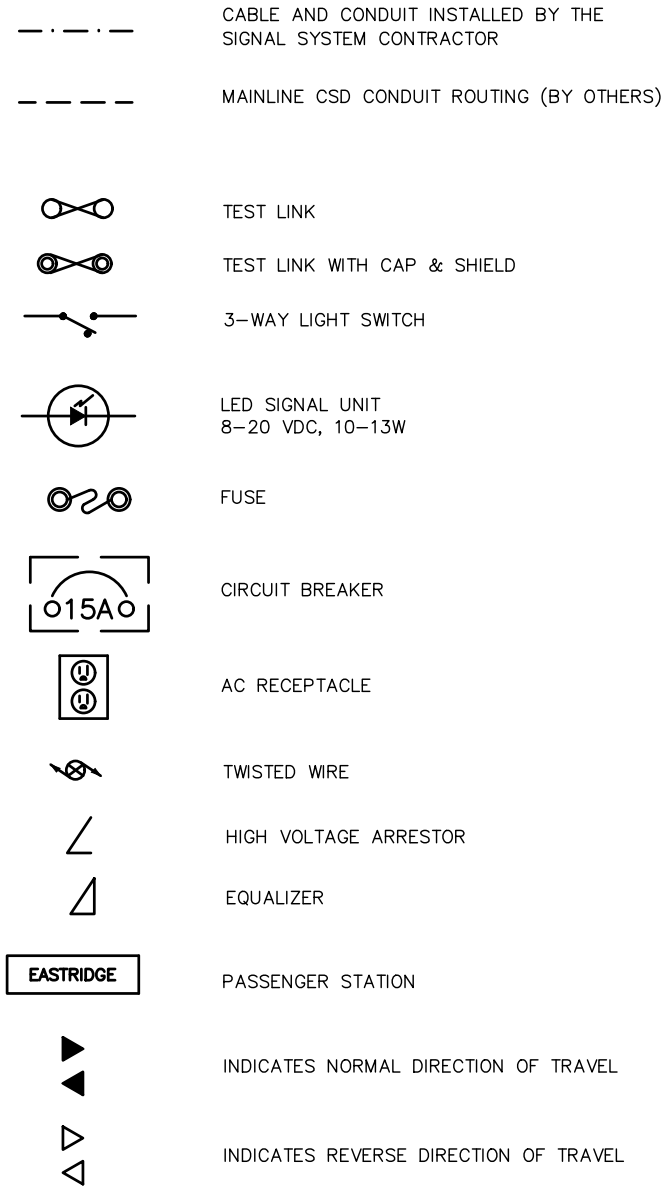 CABLE AND CONDUIT INSTALLED BY THE
SIGNAL SYSTEM CONTRACTOR
MAINLINE CSD CONDUIT ROUTING (BY OTHERS)
TEST LINK
TEST LINK WITH CAP & SHIELD
3-WAY LIGHT SWITCH
LED SIGNAL UNIT
8-20 VDC, 10-13W
FUSE
15A
CIRCUIT BREAKER
AC RECEPTACLE
TWISTED WIRE
HIGH VOLTAGE ARRESTOR
EQUALIZER
EASTRIDGE
PASSENGER STATION
INDICATES NORMAL DIRECTION OF TRAVEL
INDICATES REVERSE DIRECTION OF TRAVEL